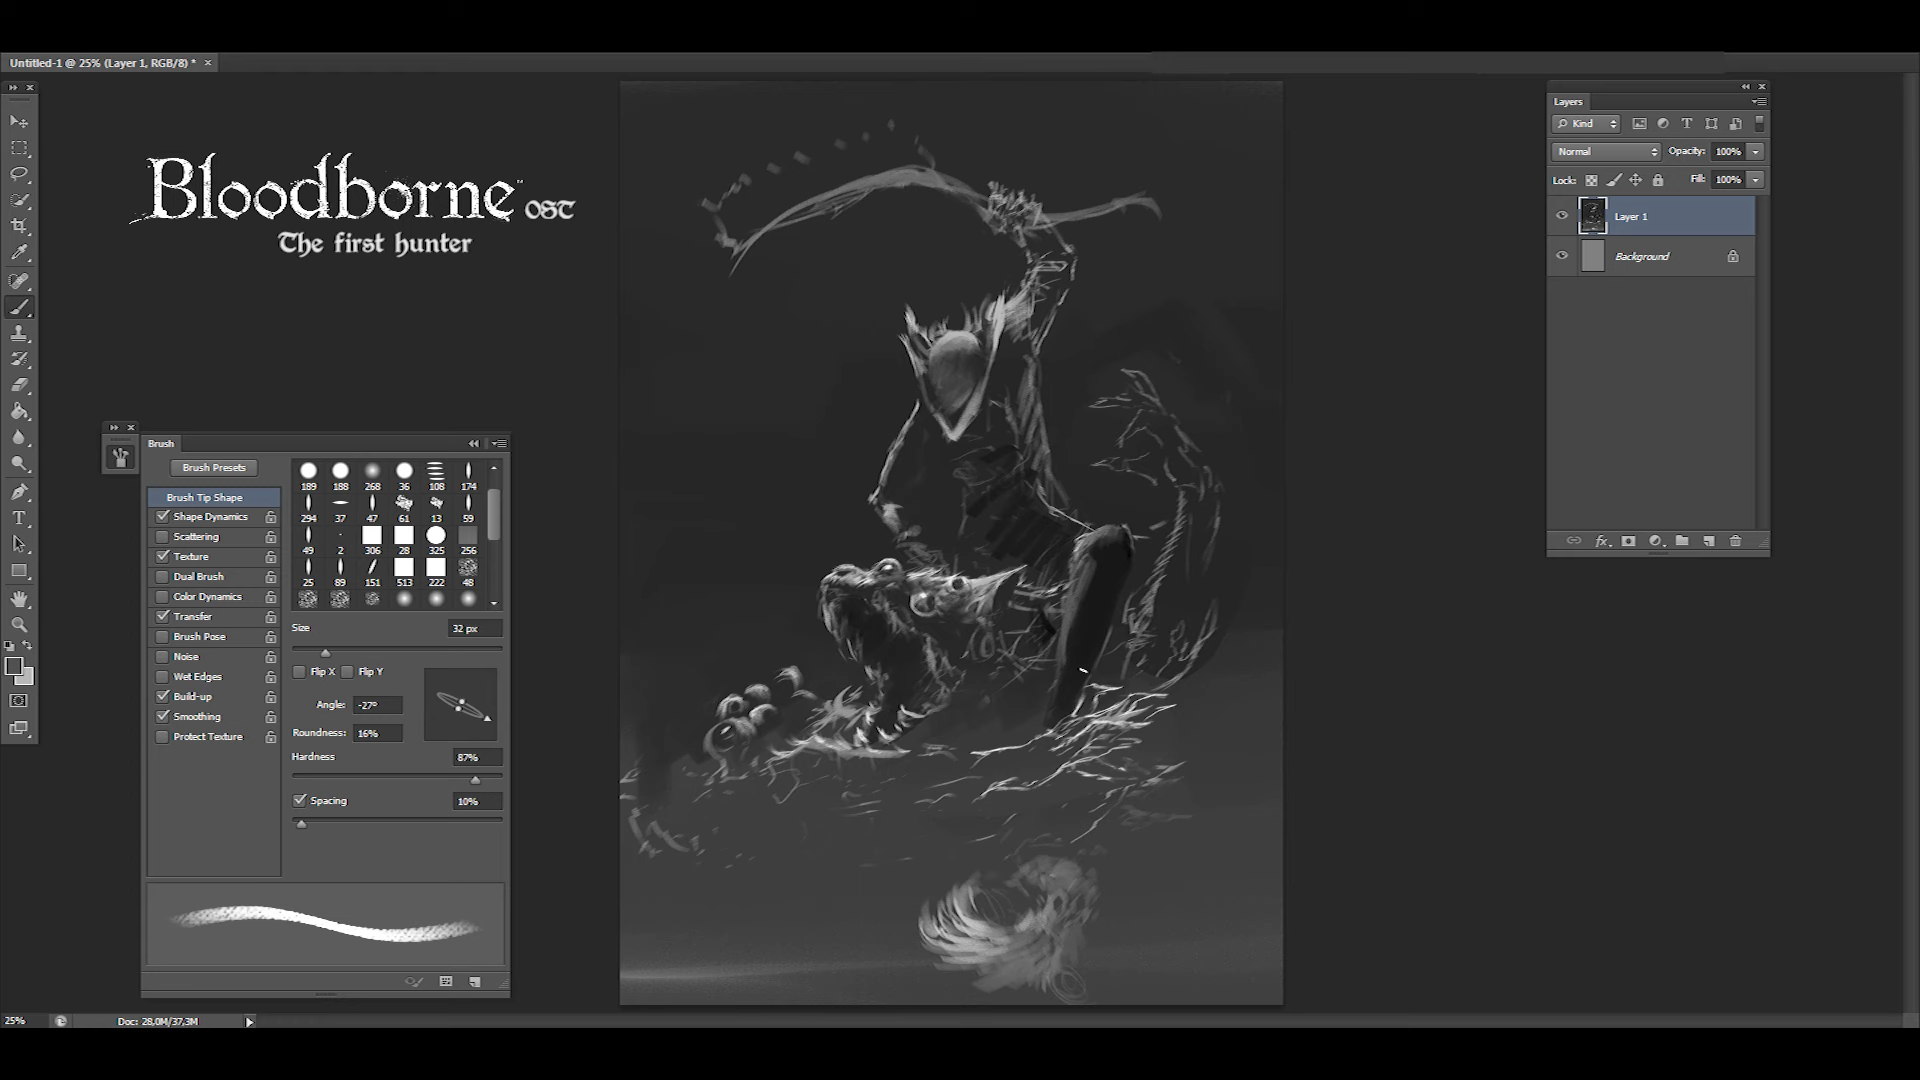 Untitled-1 @ 25% (Layer 1, RGB/8) *
Bloodborne™ OST
The first hunter
Brush
Brush Presets
Brush Tip Shape
Shape Dynamics
Scattering
Texture
Dual Brush
Color Dynamics
Transfer
Brush Pose
Noise
Wet Edges
Build-up
Smoothing
Protect Texture
189 188 268 36 108 174
294 37 47 61 13 59
49 2 306 28 325 256
25 89 151 513 222 48
Size 32 px
Flip X Flip Y
Angle: -27º
Roundness: 16%
Hardness 87%
Spacing 10%
Layers
Kind
Normal Opacity: 100%
Lock: Fill: 100%
Layer 1
Background
25% Doc: 28,0M/37,3M